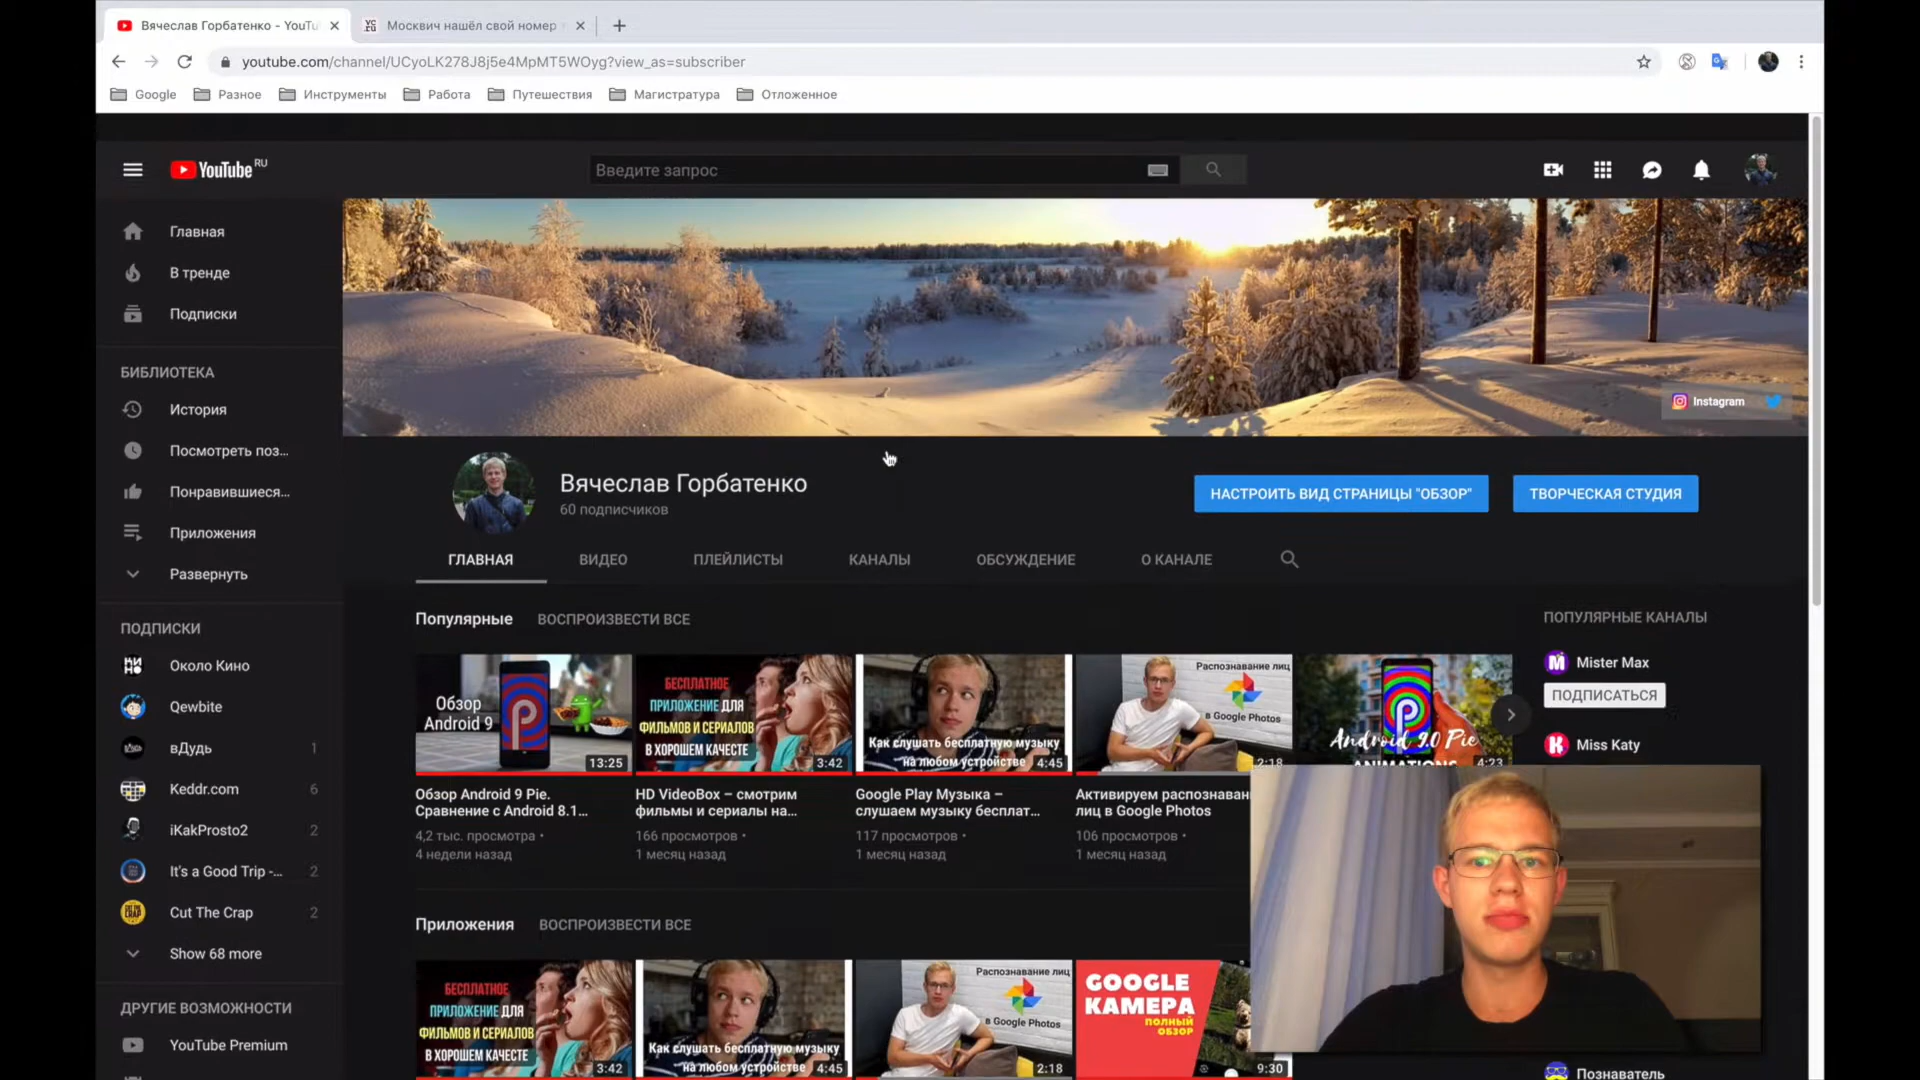 Вячеслав Горбатенко - YouTu
Москвич нашёл свой номер
youtube.com/channel/UCyoLK278J8j5e4MpMT5WOyg?view_as=subscriber
Google
Разное
Инструменты
Работа
Путешествия
Магистратура
Отложенное
YouTube RU
Введите запрос
Главная
В тренде
Подписки
БИБЛИОТЕКА
История
Посмотреть поз...
Понравившиеся...
Приложения
Развернуть
ПОДПИСКИ
Около Кино
Qewbite
вДудь 1
Keddr.com 6
iKakProsto2 2
It's a Good Trip -... 2
Cut The Crap 2
Show 68 more
ДРУГИЕ ВОЗМОЖНОСТИ
YouTube Premium
Instagram
Вячеслав Горбатенко
60 подписчиков
НАСТРОИТЬ ВИД СТРАНИЦЫ "ОБЗОР"
ТВОРЧЕСКАЯ СТУДИЯ
ГЛАВНАЯ
ВИДЕО
ПЛЕЙЛИСТЫ
КАНАЛЫ
ОБСУЖДЕНИЕ
О КАНАЛЕ
Популярные
ВОСПРОИЗВЕСТИ ВСЕ
Обзор
Android 9
13:25
Обзор Android 9 Pie.
Сравнение с Android 8.1...
4,2 тыс. просмотра •
4 недели назад
БЕСПЛАТНОЕ
ПРИЛОЖЕНИЕ ДЛЯ
ФИЛЬМОВ И СЕРИАЛОВ
В ХОРОШЕМ КАЧЕСТВЕ
3:42
HD VideoBox – смотрим
фильмы и сериалы на...
166 просмотров •
1 месяц назад
Как слушать бесплатную музыку
на любом устройстве
4:45
Google Play Музыка –
слушаем музыку бесплат...
117 просмотров •
1 месяц назад
Распознавание лиц
в Google Photos
2:18
Активируем распознаван
лиц в Google Photos
106 просмотров •
1 месяц назад
Android 9.0 Pie
ANIMATIONS
4:23
ПОПУЛЯРНЫЕ КАНАЛЫ
Mister Max
ПОДПИСАТЬСЯ
Miss Katy
Познаватель
Приложения
ВОСПРОИЗВЕСТИ ВСЕ
БЕСПЛАТНОЕ
ПРИЛОЖЕНИЕ ДЛЯ
ФИЛЬМОВ И СЕРИАЛОВ
В ХОРОШЕМ КАЧЕСТВЕ
3:42
Как слушать бесплатную музыку
на любом устройстве
4:45
Распознавание лиц
в Google Photos
2:18
GOOGLE
КАМЕРА
ПОЛНЫЙ
ОБЗОР
9:30